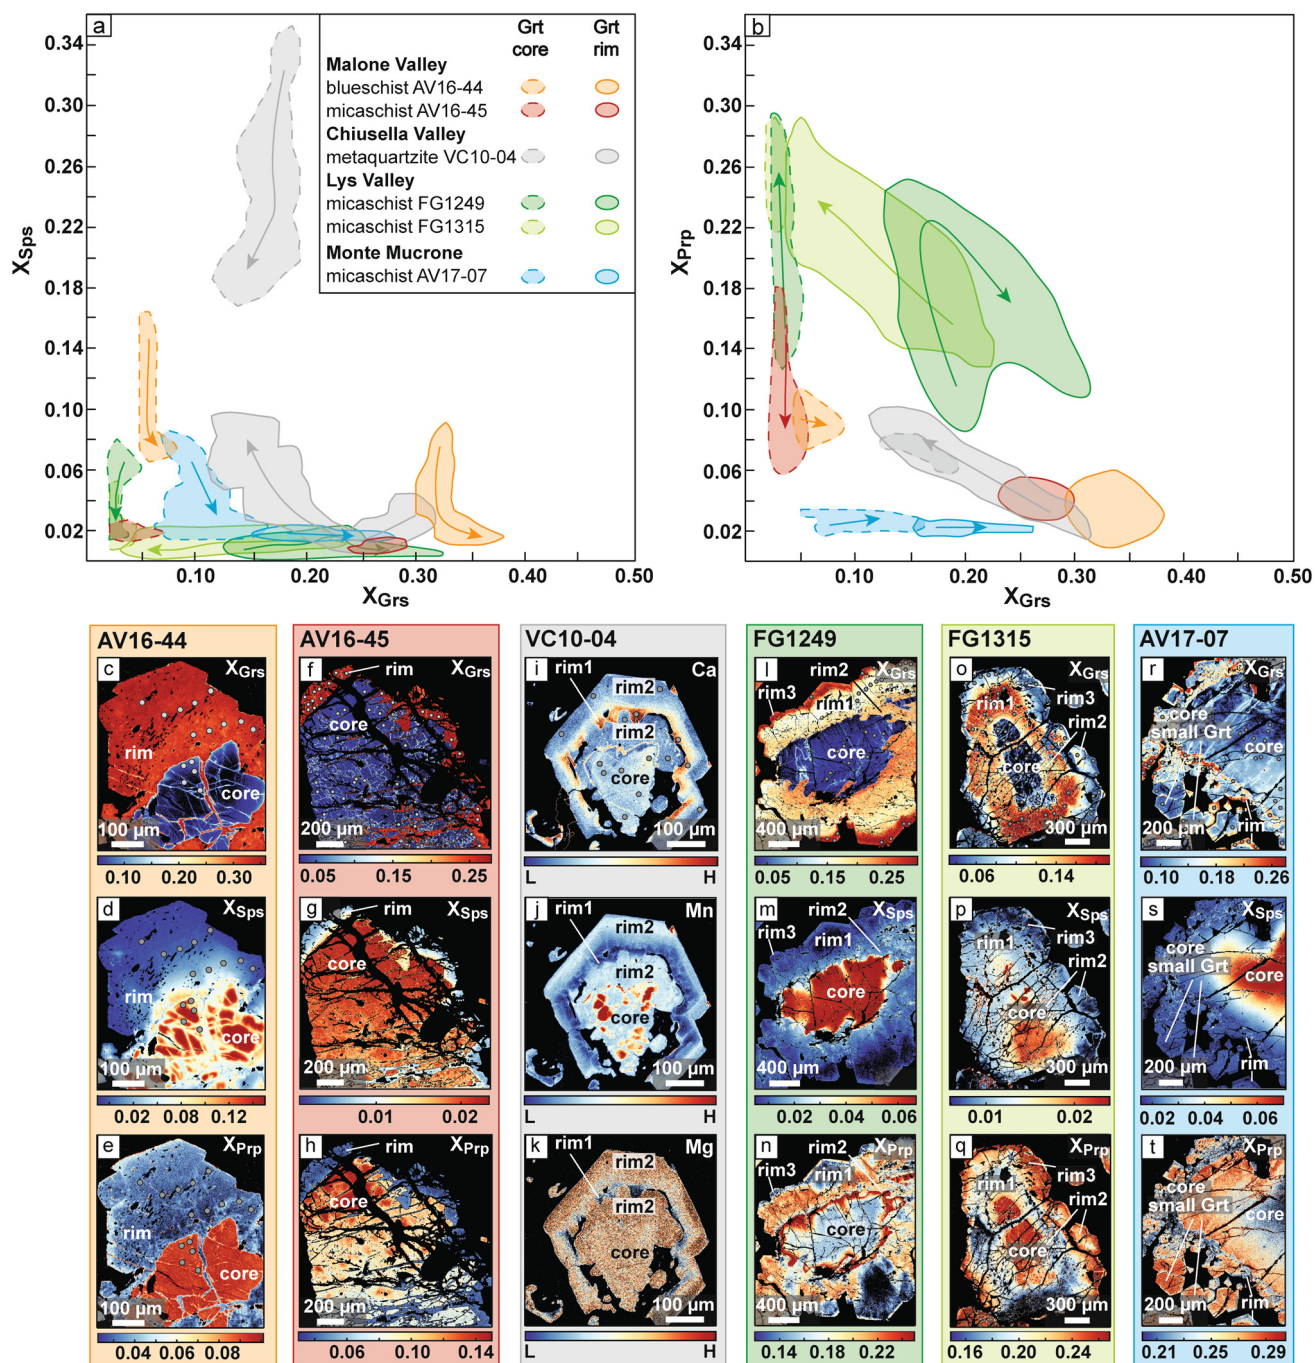 a
Grt core
Grt rim
Malone Valley
blueschist AV16-44
micaschist AV16-45
Chiusella Valley
metaquartzite VC10-04
Lys Valley
micaschist FG1249
micaschist FG1315
Monte Mucrone
micaschist AV17-07
XSps
0.34
0.30
0.26
0.22
0.18
0.14
0.10
0.06
0.02
0.10
0.20
0.30
0.40
0.50
XGrs
b
XPrp
0.34
0.30
0.26
0.22
0.18
0.14
0.10
0.06
0.02
0.10
0.20
0.30
0.40
0.50
XGrs
AV16-44
c
XGrs
rim
core
100 µm
0.10 0.20 0.30
d
XSps
rim
core
100 µm
0.02 0.08 0.12
e
XPrp
rim
core
100 µm
0.04 0.06 0.08
AV16-45
f
rim
XGrs
core
200 µm
0.05 0.15 0.25
g
rim
XSps
core
200 µm
0.01 0.02
h
rim
XPrp
core
200 µm
0.06 0.10 0.14
VC10-04
i
rim1
Ca
rim2
rim2
core
100 µm
L H
j
rim1
Mn
rim2
rim2
core
100 µm
L H
k
rim1
Mg
rim2
rim2
core
100 µm
L H
FG1249
l
rim2
XGrs
rim3
rim1
core
400 µm
0.05 0.15 0.25
m
rim2
XSps
rim3
rim1
core
400 µm
0.02 0.04 0.06
n
rim2
XPrp
rim3
rim1
core
400 µm
0.14 0.18 0.22
FG1315
o
XGrs
rim3
rim1
rim2
core
300 µm
0.06 0.14
p
XSps
rim1
rim3
rim2
core
300 µm
0.01 0.02
q
XPrp
rim3
rim1
rim2
core
300 µm
0.16 0.20 0.24
AV17-07
r
XGrs
core
small Grt
core
200 µm
rim
0.10 0.18 0.26
s
XSps
core
small Grt
core
200 µm
rim
0.02 0.04 0.06
t
XPrp
core
small Grt
core
200 µm
rim
0.21 0.25 0.29